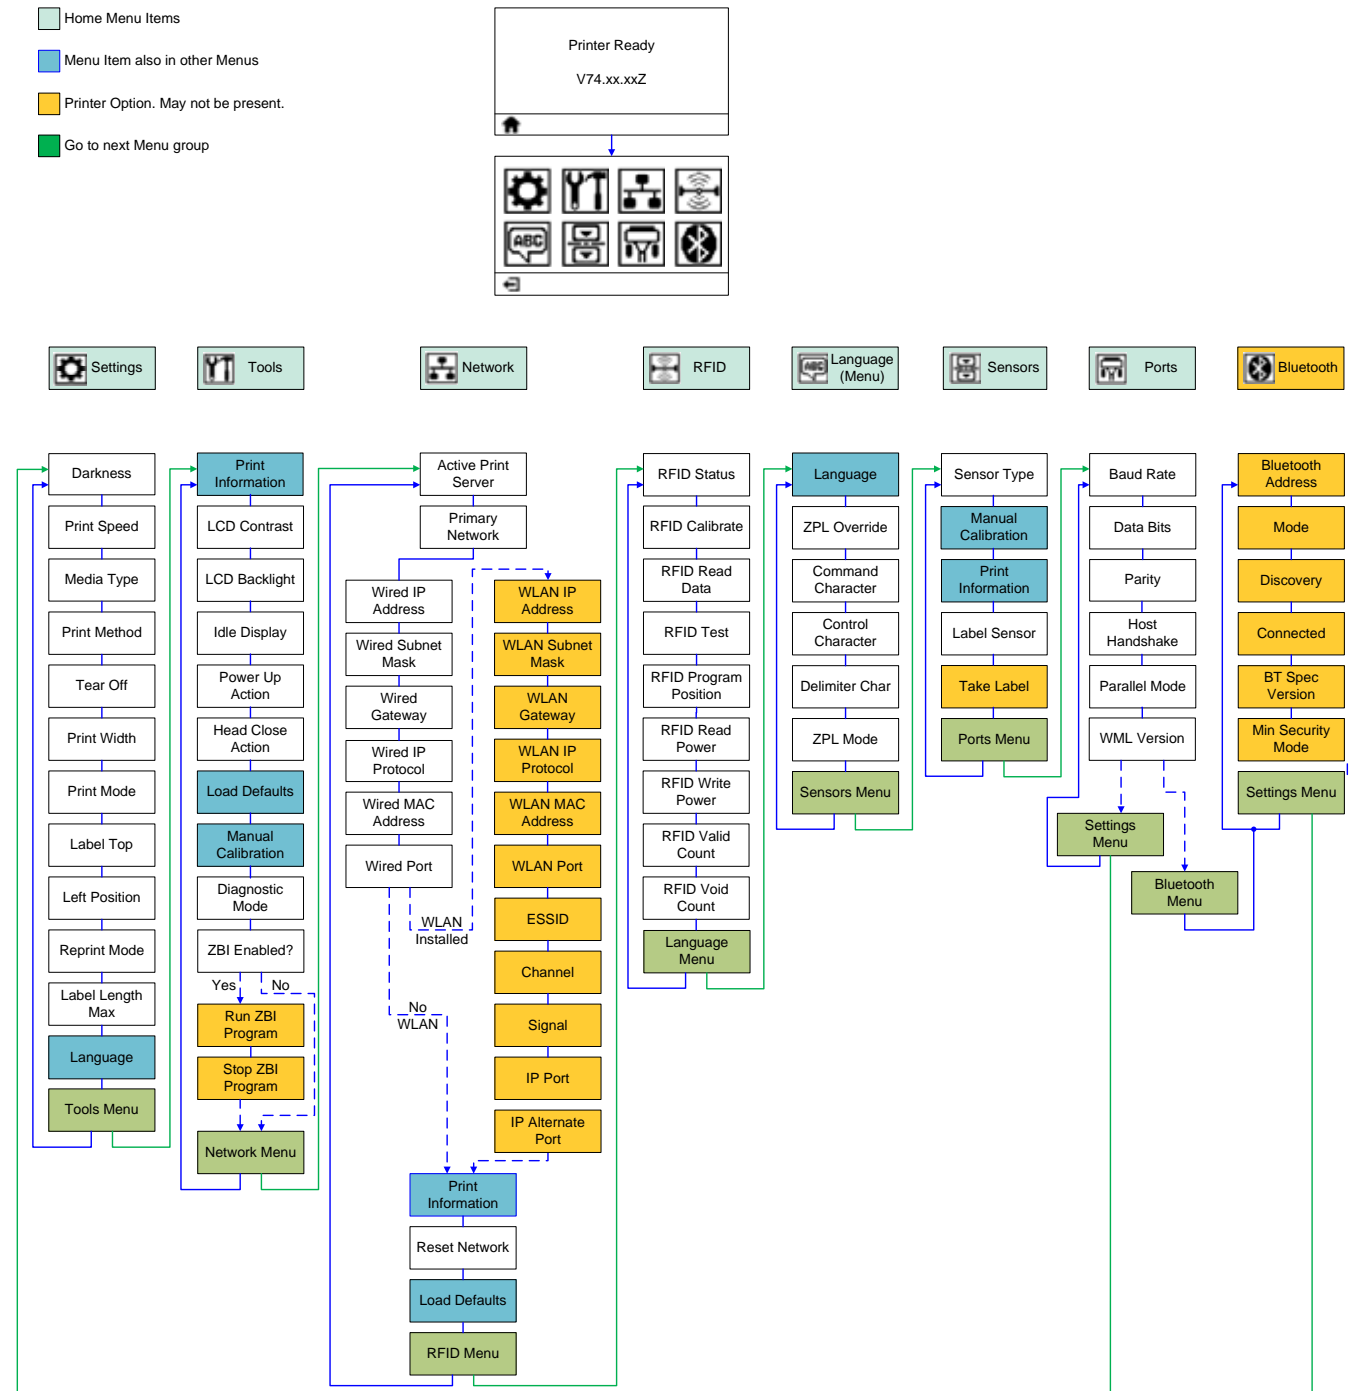 Home Menu Items
Menu Item also in other Menus
Printer Option. May not be present.
Go to next Menu group
Printer Ready
V74.xx.xxZ
ABC
Settings
Tools
Network
RFID
ABC
Language
(Menu)
Sensors
Ports
Bluetooth
Darkness
Print Speed
Media Type
Print Method
Tear Off
Print Width
Print Mode
Label Top
Left Position
Reprint Mode
Label Length
Max
Language
Tools Menu
Print
Information
LCD Contrast
LCD Backlight
Idle Display
Power Up
Action
Head Close
Action
Load Defaults
Manual
Calibration
Diagnostic
Mode
ZBI Enabled?
Yes
No
Run ZBI
Program
Stop ZBI
Program
Network Menu
Active Print
Server
Primary
Network
Wired IP
Address
Wired Subnet
Mask
Wired
Gateway
Wired IP
Protocol
Wired MAC
Address
Wired Port
WLAN
Installed
No
WLAN
WLAN IP
Address
WLAN Subnet
Mask
WLAN
Gateway
WLAN IP
Protocol
WLAN MAC
Address
WLAN Port
ESSID
Channel
Signal
IP Port
IP Alternate
Port
Print
Information
Reset Network
Load Defaults
RFID Menu
RFID Status
RFID Calibrate
RFID Read
Data
RFID Test
RFID Program
Position
RFID Read
Power
RFID Write
Power
RFID Valid
Count
RFID Void
Count
Language
Menu
Language
ZPL Override
Command
Character
Control
Character
Delimiter Char
ZPL Mode
Sensors Menu
Sensor Type
Manual
Calibration
Print
Information
Label Sensor
Take Label
Ports Menu
Baud Rate
Data Bits
Parity
Host
Handshake
Parallel Mode
WML Version
Settings
Menu
Bluetooth
Menu
Bluetooth
Address
Mode
Discovery
Connected
BT Spec
Version
Min Security
Mode
Settings Menu